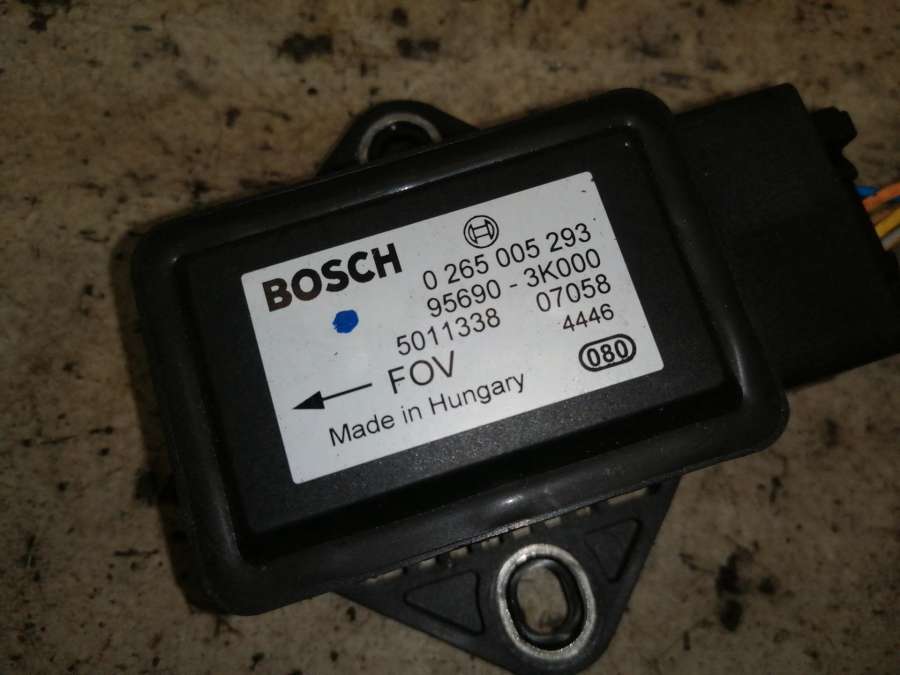 BOSCH 0 265 005 293
95690 - 3K000
5011338 07058
4446
FOV 080
Made in Hungary